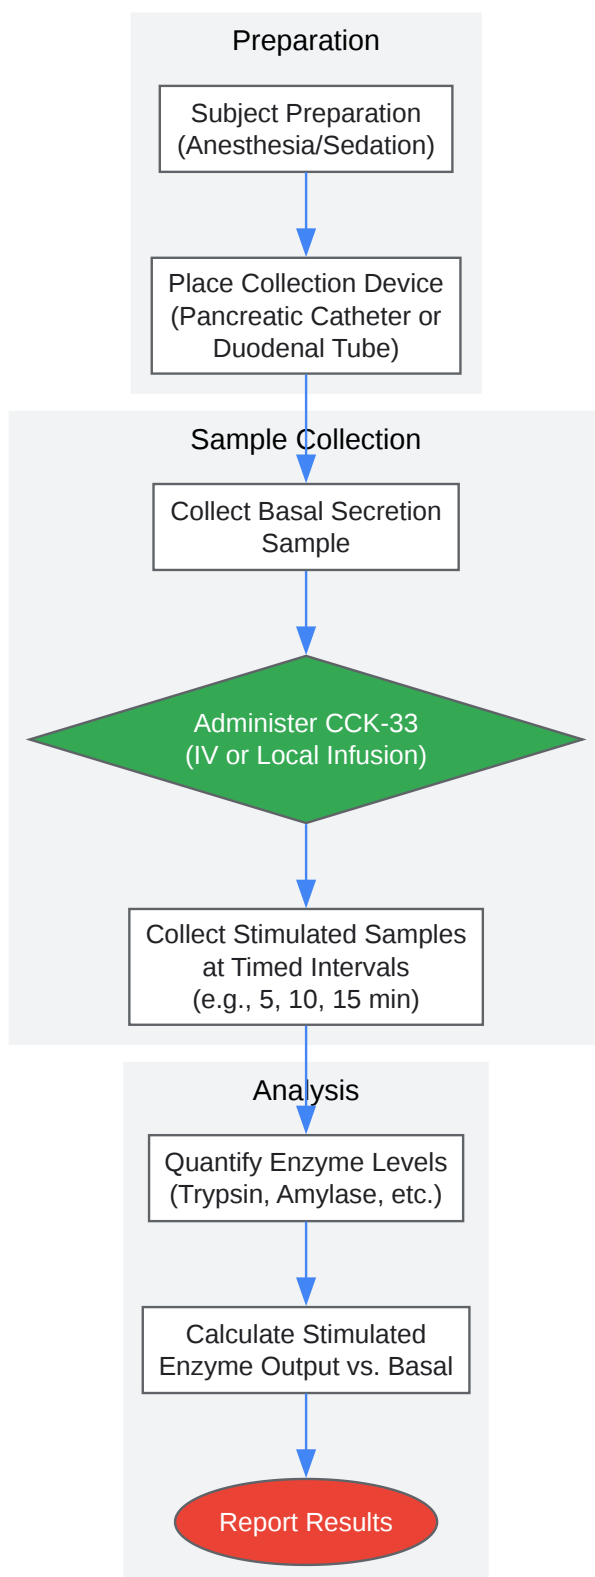 Preparation
Subject Preparation
(Anesthesia/Sedation)
Place Collection Device
(Pancreatic Catheter or
Duodenal Tube)
Sample Collection
Collect Basal Secretion
Sample
Administer CCK-33
(IV or Local Infusion)
Collect Stimulated Samples
at Timed Intervals
(e.g., 5, 10, 15 min)
Analysis
Quantify Enzyme Levels
(Trypsin, Amylase, etc.)
Calculate Stimulated
Enzyme Output vs. Basal
Report Results